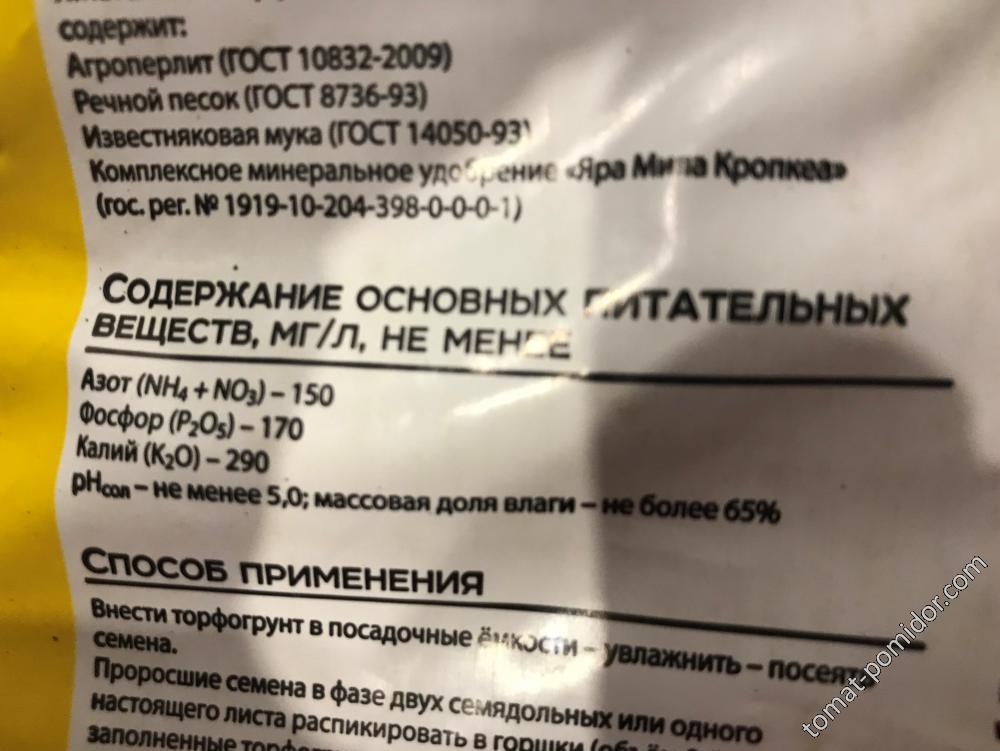 содержит:
Агроперлит (ГОСТ 10832-2009)
Речной песок (ГОСТ 8736-93)
Известняковая мука (ГОСТ 14050-93)
Комплексное минеральное удобрение «Яра Мила Кропкеа»
(гос. рег. № 1919-10-204-398-0-0-0-1)
СОДЕРЖАНИЕ ОСНОВНЫХ ПИТАТЕЛЬНЫХ
ВЕЩЕСТВ, МГ/Л, НЕ МЕНЕЕ
Азот (NH₄ + NO₃) – 150
Фосфор (P₂O₅) – 170
Калий (K₂O) – 290
pHсол – не менее 5,0; массовая доля влаги – не более 65%
СПОСОБ ПРИМЕНЕНИЯ
Внести торфогрунт в посадочные ёмкости – увлажнить – посеять
семена.
Проросшие семена в фазе двух семядольных или одного
настоящего листа распикировать в горшки
заполненные
tomat-pomidor.com